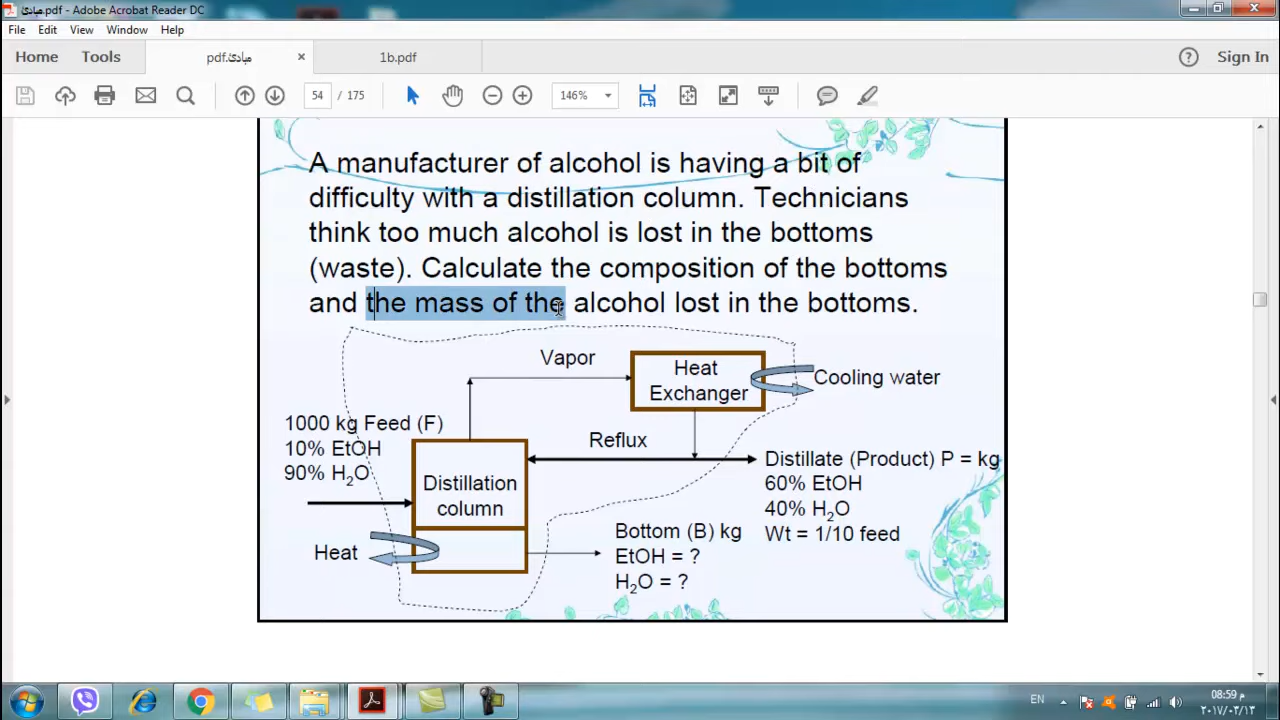 مبادئ.pdf - Adobe Acrobat Reader DC
File Edit View Window Help
Home Tools مبادئ.pdf × 1b.pdf ? Sign In
54 / 175 146%
A manufacturer of alcohol is having a bit of
difficulty with a distillation column. Technicians
think too much alcohol is lost in the bottoms
(waste). Calculate the composition of the bottoms
and the mass of the alcohol lost in the bottoms.
Vapor
Heat
Exchanger
Cooling water
1000 kg Feed (F)
10% EtOH
90% H₂O
Reflux
Distillation
column
Distillate (Product) P = kg
60% EtOH
40% H₂O
Wt = 1/10 feed
Heat
Bottom (B) kg
EtOH = ?
H₂O = ?
EN
08:59 م
٢٠١٧/٠٣/١٣